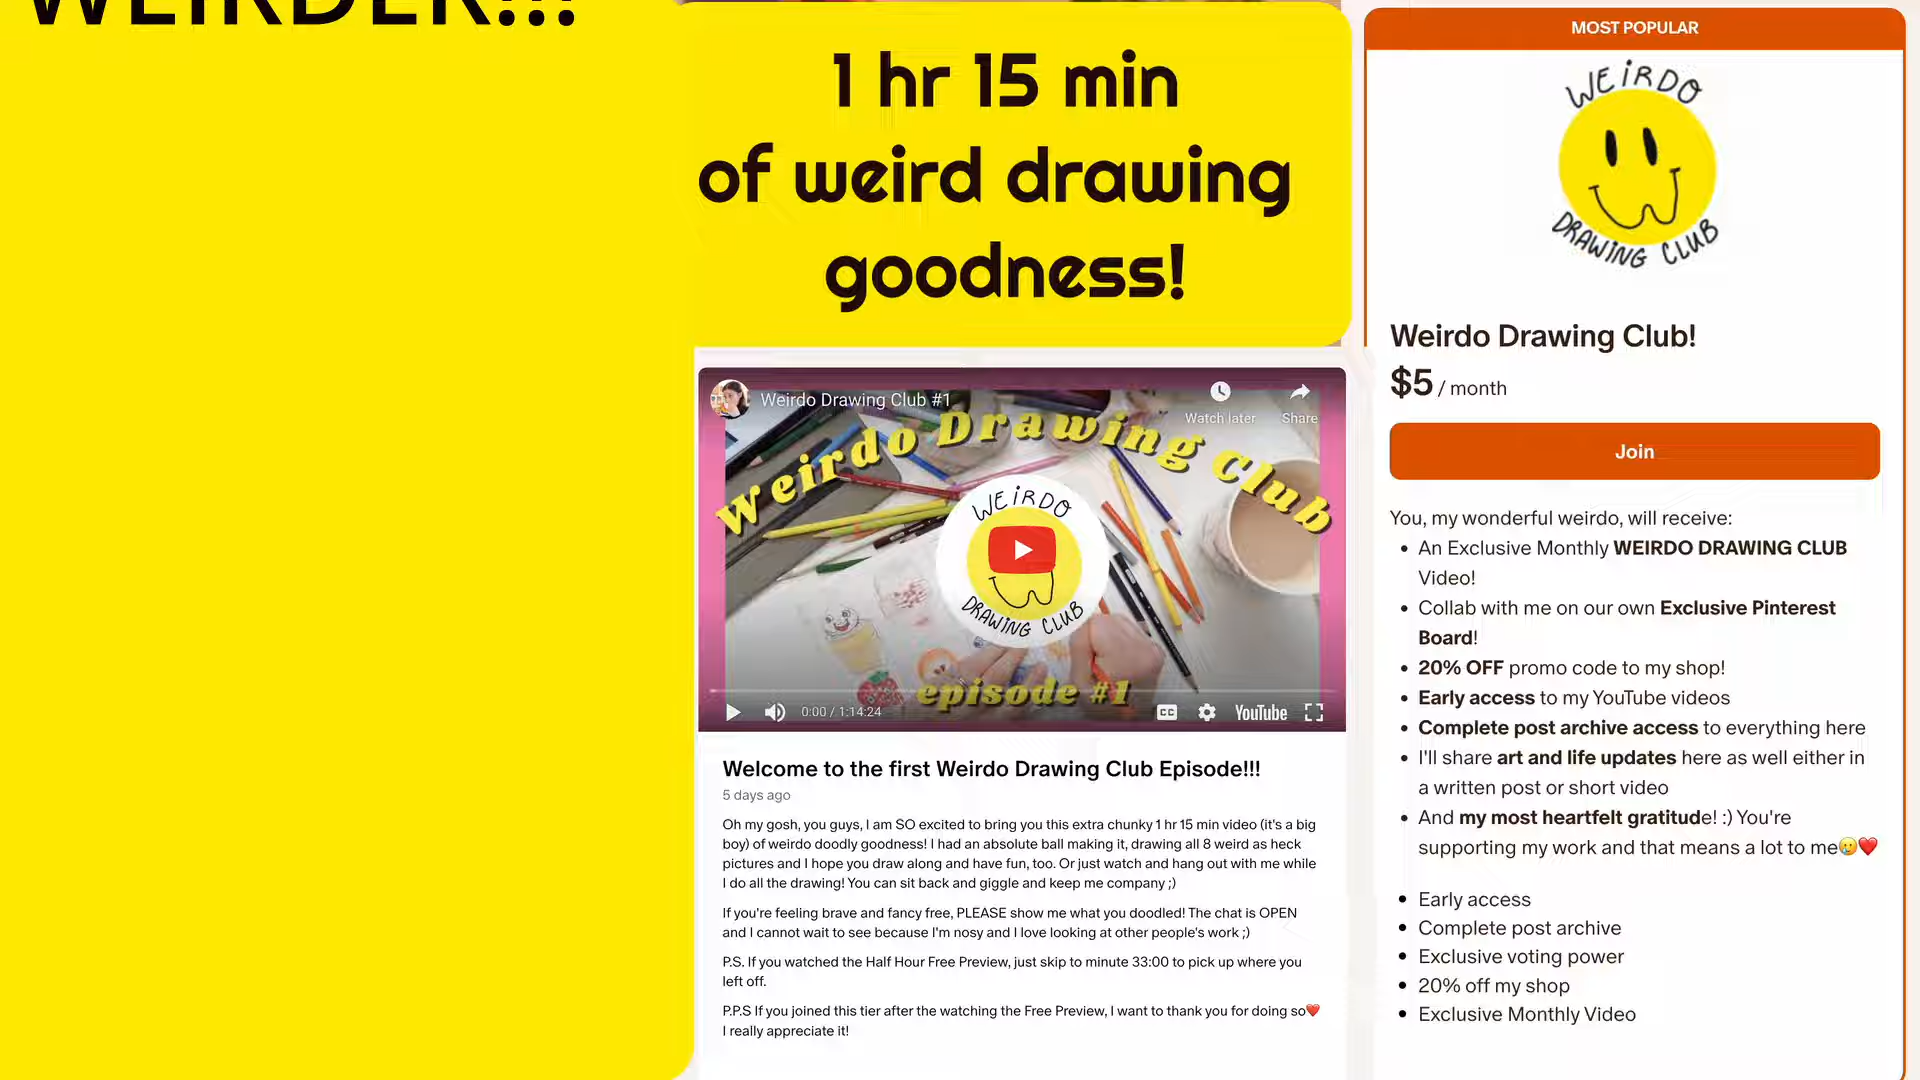 WEIRDER!!!
1 hr 15 min
of weird drawing
goodness!
Weirdo Drawing Club #1
Watch later
Share
Weirdo Drawing Club
WEIRDO
DRAWING CLUB
episode #1
0:00 / 1:14:24
CC
YouTube
Welcome to the first Weirdo Drawing Club Episode!!!
5 days ago
Oh my gosh, you guys, I am SO excited to bring you this extra chunky 1 hr 15 min video (it's a big
boy) of weirdo doodly goodness! I had an absolute ball making it, drawing all 8 weird as heck
pictures and I hope you draw along and have fun, too. Or just watch and hang out with me while
I do all the drawing! You can sit back and giggle and keep me company ;)
If you're feeling brave and fancy free, PLEASE show me what you doodled! The chat is OPEN
and I cannot wait to see because I'm nosy and I love looking at other people's work ;)
P.S. If you watched the Half Hour Free Preview, just skip to minute 33:00 to pick up where you
left off.
P.P.S If you joined this tier after the watching the Free Preview, I want to thank you for doing so❤️
I really appreciate it!
MOST POPULAR
WEIRDO
DRAWING CLUB
Weirdo Drawing Club!
$5 / month
Join
You, my wonderful weirdo, will receive:
• An Exclusive Monthly WEIRDO DRAWING CLUB
Video!
• Collab with me on our own Exclusive Pinterest
Board!
• 20% OFF promo code to my shop!
• Early access to my YouTube videos
• Complete post archive access to everything here
• I'll share art and life updates here as well either in
a written post or short video
• And my most heartfelt gratitude! :) You're
supporting my work and that means a lot to me🥲❤️
• Early access
• Complete post archive
• Exclusive voting power
• 20% off my shop
• Exclusive Monthly Video